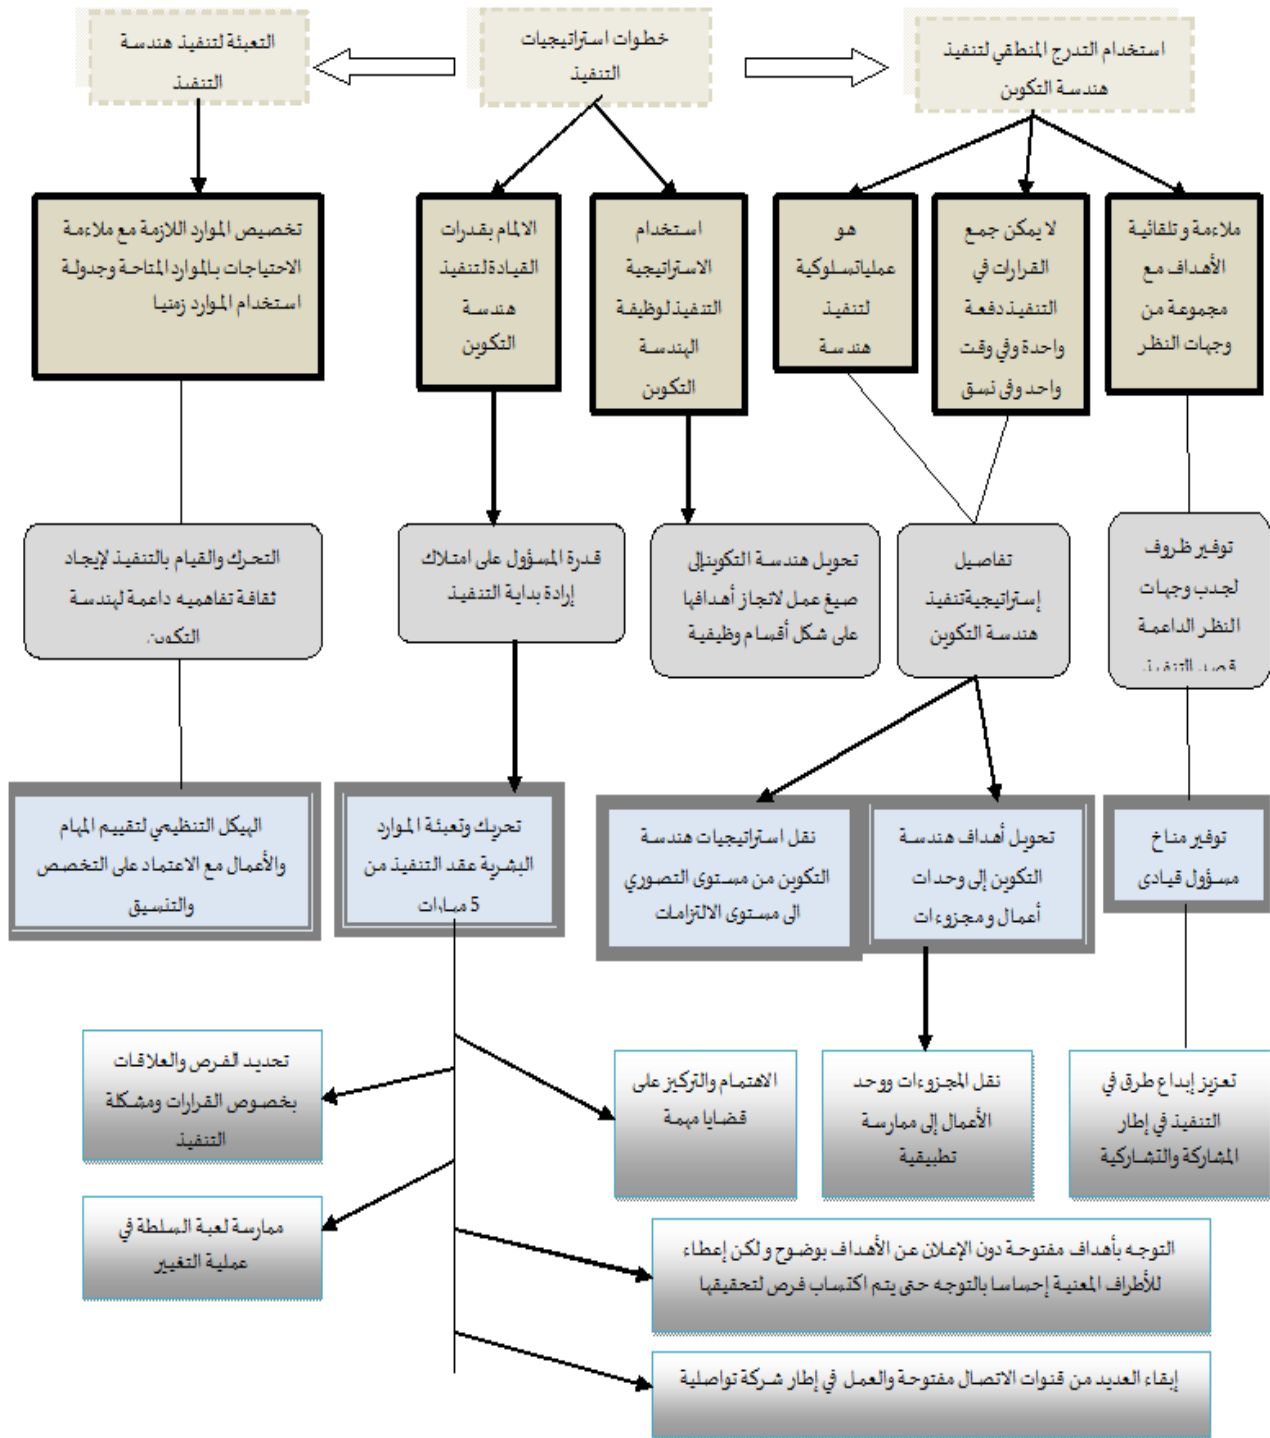 استخدام التدرج المنطقي لتنفيذ
هندسة التكوين
خطوات استراتيجيات
التنفيذ
التعبئة لتنفيذ هندسة
التنفيذ
ملاءمة و تلقائية
الأهداف مع
مجموعة من
وجهات النظر
لا يمكن جمع
القرارات في
التنفيذ دفعة
واحدة وفي وقت
واحد وفي نسق
هو
عملياتسلوكية
لتنفيذ
هندسة
استخدام
الاستراتيجية
التنفيذ لوظيفة
الهندسة
التكوين
الالمام بقدرات
القيادة لتنفيذ
هندسة
التكوين
تخصيص الموارد اللازمة مع ملاءمة
الاحتياجات بالموارد المتاحة وجدولة
استخدام الموارد زمنيا
توفير ظروف
لجدب وجهات
النظر الداعمة
قصد التنفيذ
تفاصيل
إستراتيجيةتنفيذ
هندسة التكوين
تحويل هندسة التكوينإلى
صيغ عمل لانجاز أهدافها
على شكل أقسام وظيفية
قدرة المسؤول على امتلاك
إرادة بداية التنفيذ
التحرك والقيام بالتنفيذ لإيجاد
ثقافة تفاهميه داعمة لهندسة
التكوين
توفير مناخ
مسؤول قيادي
تحويل أهداف هندسة
التكوين إلى وحدات
أعمال و مجزوءات
نقل استراتيجيات هندسة
التكوين من مستوى التصوري
الى مستوى الالتزامات
تحريك وتعبئة الموارد
البشرية عقد التنفيذ من
5 مهارات
الهيكل التنظيمي لتقييم المهام
والأعمال مع الاعتماد على التخصص
والتنسيق
تعزيز إبداع طرق في
التنفيذ في إطار
المشاركة والتشاركية
نقل المجزوءات ووحد
الأعمال إلى ممارسة
تطبيقية
الاهتمام والتركيز على
قضايا مهمة
تحديد الفرص والعلاقات
بخصوص القرارات ومشكلة
التنفيذ
ممارسة لعبة السلطة في
عملية التغيير
التوجه بأهداف مفتوحة دون الإعلان عن الأهداف بوضوح و لكن إعطاء
للأطراف المعنية إحساسا بالتوجه حتى يتم اكتساب فرص لتحقيقها
إبقاء العديد من قنوات الاتصال مفتوحة والعمل في إطار شركة تواصلية